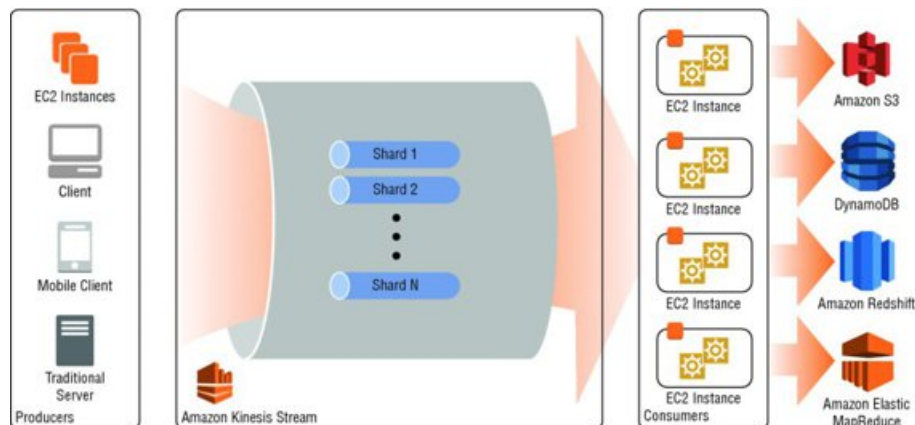 EC2 Instances
Client
Mobile Client
Traditional
Server
Producers
Shard 1
Shard 2
Shard N
Amazon Kinesis Stream
EC2 Instance
EC2 Instance
EC2 Instance
EC2 Instance
Consumers
Amazon S3
DynamoDB
Amazon Redshift
Amazon Elastic
MapReduce